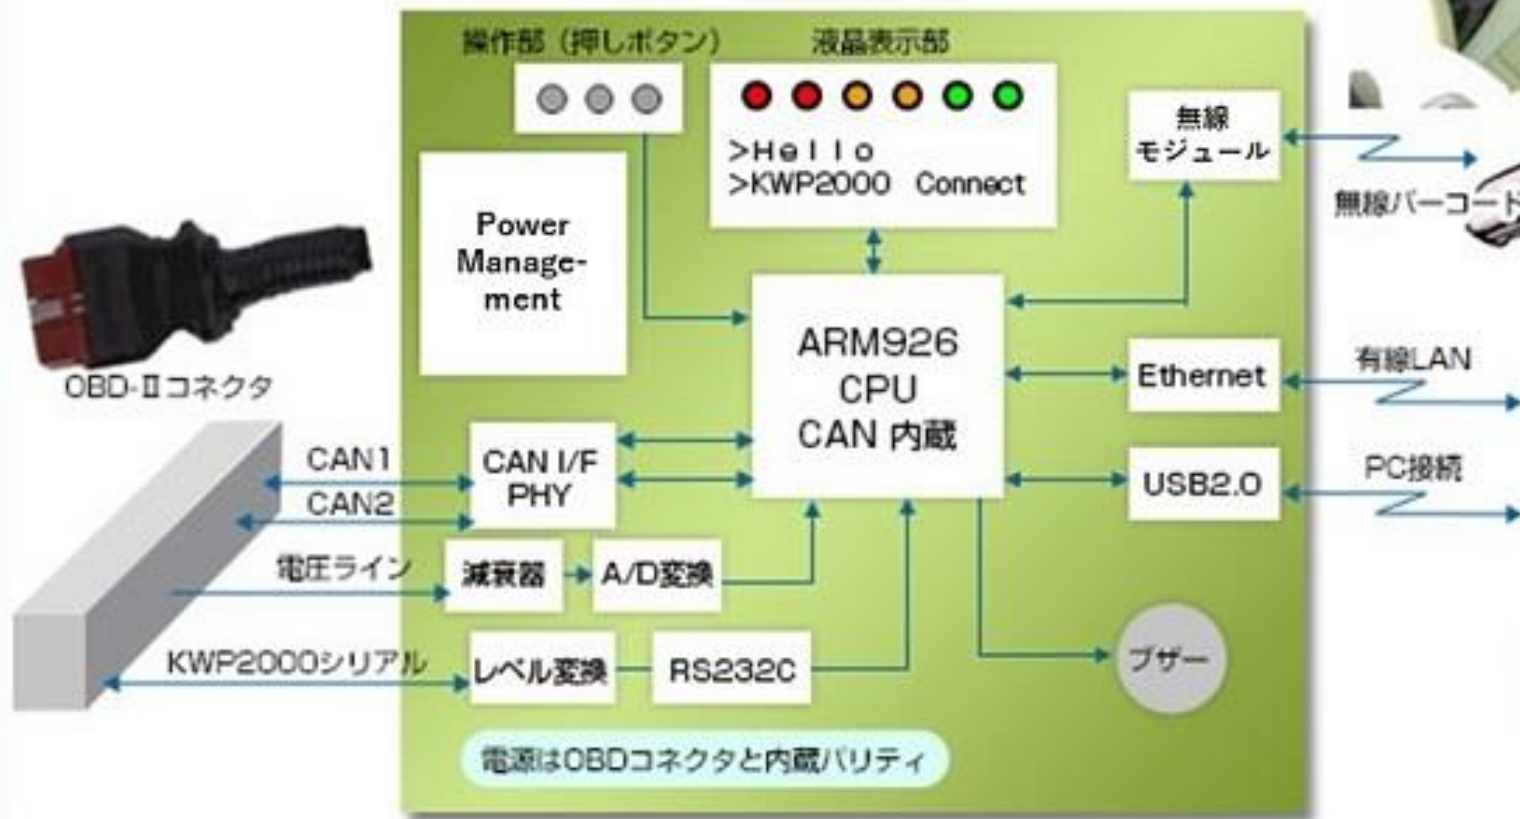 操作部（押しボタン）
液晶表示部
>Hello
>KWP2000 Connect
無線
モジュール
無線バーコード
Power
Manage-
ment
OBD-Ⅱコネクタ
ARM926
CPU
CAN 内蔵
Ethernet
有線LAN
USB2.0
PC接続
CAN1
CAN2
CAN I/F
PHY
電圧ライン
減衰器
A/D変換
KWP2000シリアル
レベル変換
RS232C
ブザー
電源はOBDコネクタと内蔵バリティ